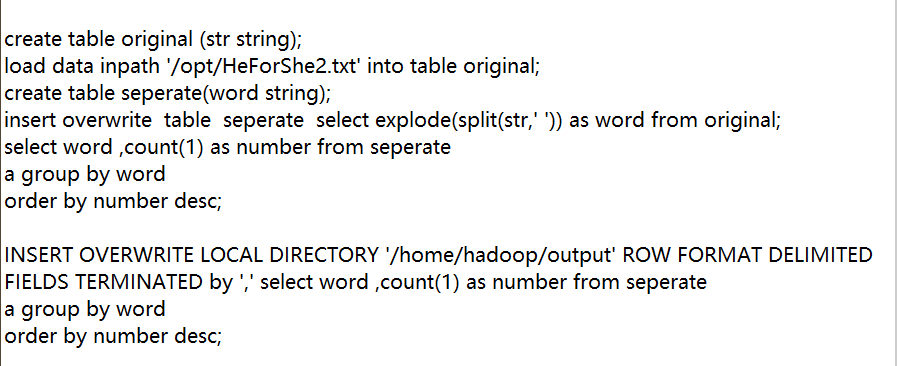 create table original (str string);
load data inpath '/opt/HeForShe2.txt' into table original;
create table seperate(word string);
insert overwrite  table  seperate  select explode(split(str,' ')) as word from original;
select word ,count(1) as number from seperate
a group by word
order by number desc;

INSERT OVERWRITE LOCAL DIRECTORY '/home/hadoop/output' ROW FORMAT DELIMITED
FIELDS TERMINATED by ',' select word ,count(1) as number from seperate
a group by word
order by number desc;